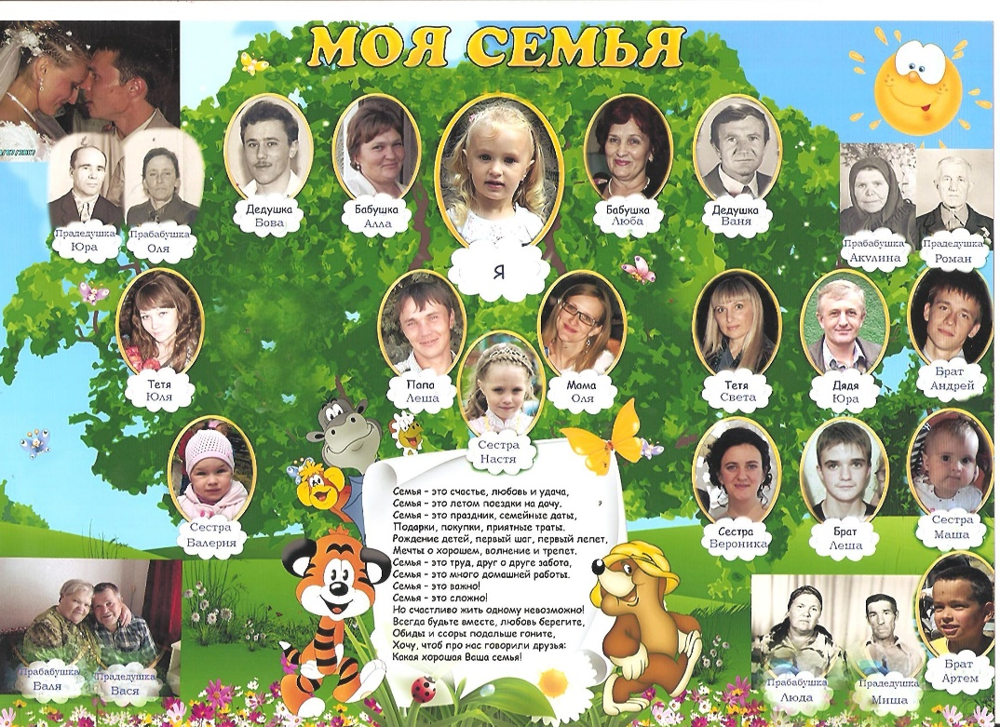 МОЯ СЕМЬЯ
Дедушка
Вова
Бабушка
Алла
Я
Бабушка
Люба
Дедушка
Ваня
Прадедушка
Юра
Прабабушка
Оля
Прабабушка
Акулина
Прадедушка
Роман
Тетя
Юля
Папа
Леша
Мама
Оля
Тетя
Света
Дядя
Юра
Брат
Андрей
Сестра
Настя
Сестра
Валерия
Сестра
Вероника
Брат
Леша
Сестра
Маша
Семья – это счастье, любовь и удача,
Семья – это летом поездки на дачу.
Семья – это праздник, семейные даты,
Подарки, покупки, приятные траты.
Рождение детей, первый шаг, первый лепет,
Мечты о хорошем, волнение и трепет.
Семья – это труд, друг о друге забота,
Семья – это много домашней работы.
Семья – это важно!
Семья – это сложно!
Но счастливо жить одному невозможно!
Всегда будьте вместе, любовь берегите,
Обиды и ссоры подальше гоните,
Хочу, чтоб про нас говорили друзья:
Какая хорошая Ваша семья!
Прабабушка
Валя
Прадедушка
Вася
Прабабушка
Люда
Прадедушка
Миша
Брат
Артем